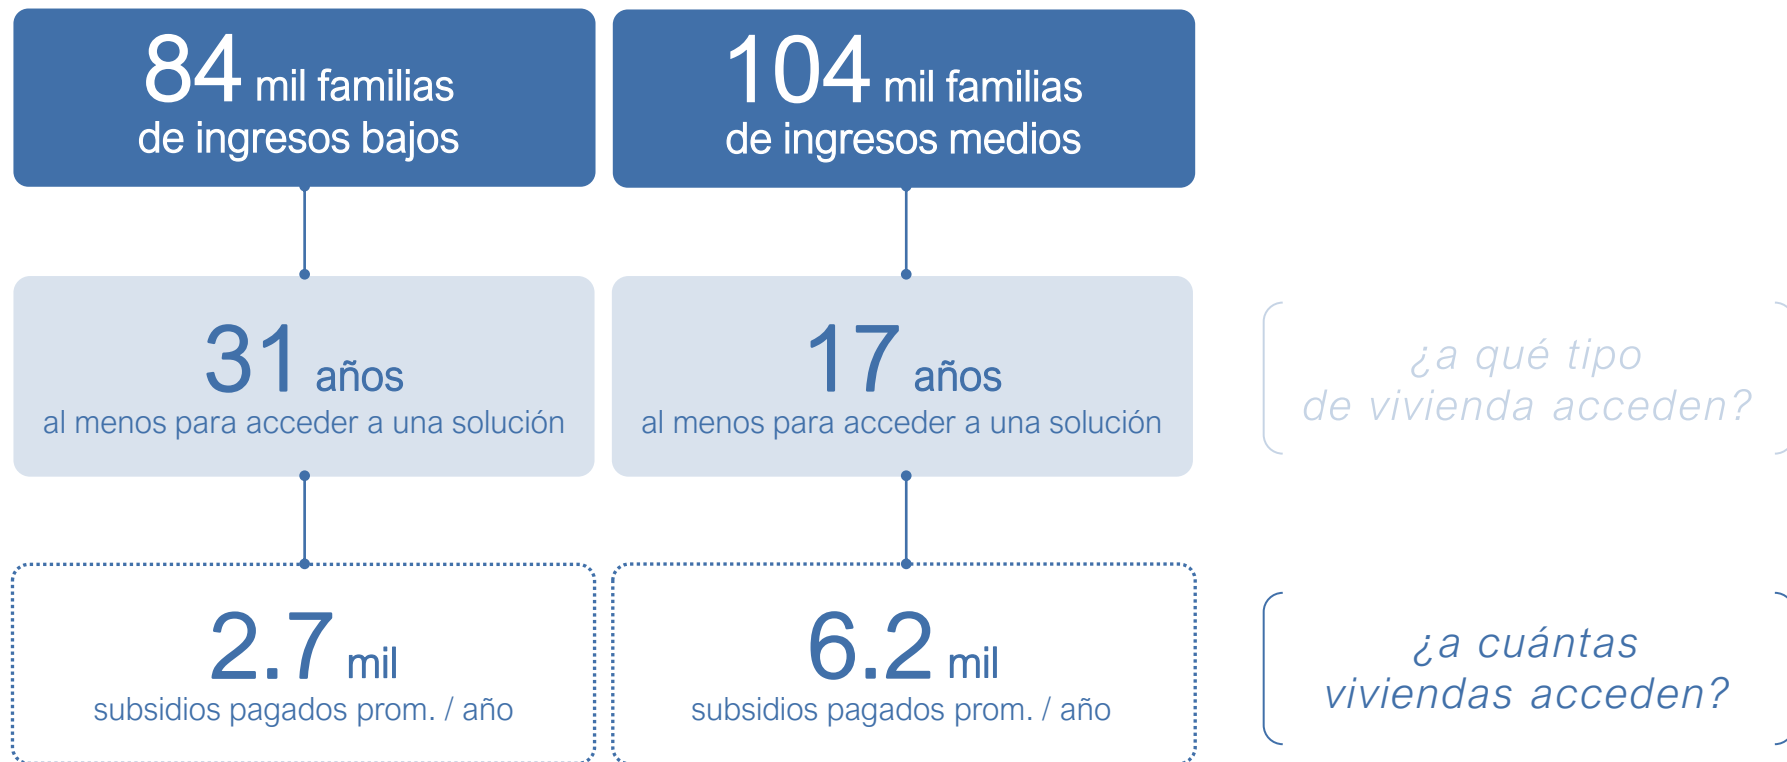 84 mil familias
de ingresos bajos
104 mil familias
de ingresos medios
31 años
al menos para acceder a una solución
17 años
al menos para acceder a una solución
¿a qué tipo
de vivienda acceden?
2.7 mil
subsidios pagados prom. / año
6.2 mil
subsidios pagados prom. / año
¿a cuántas
viviendas acceden?